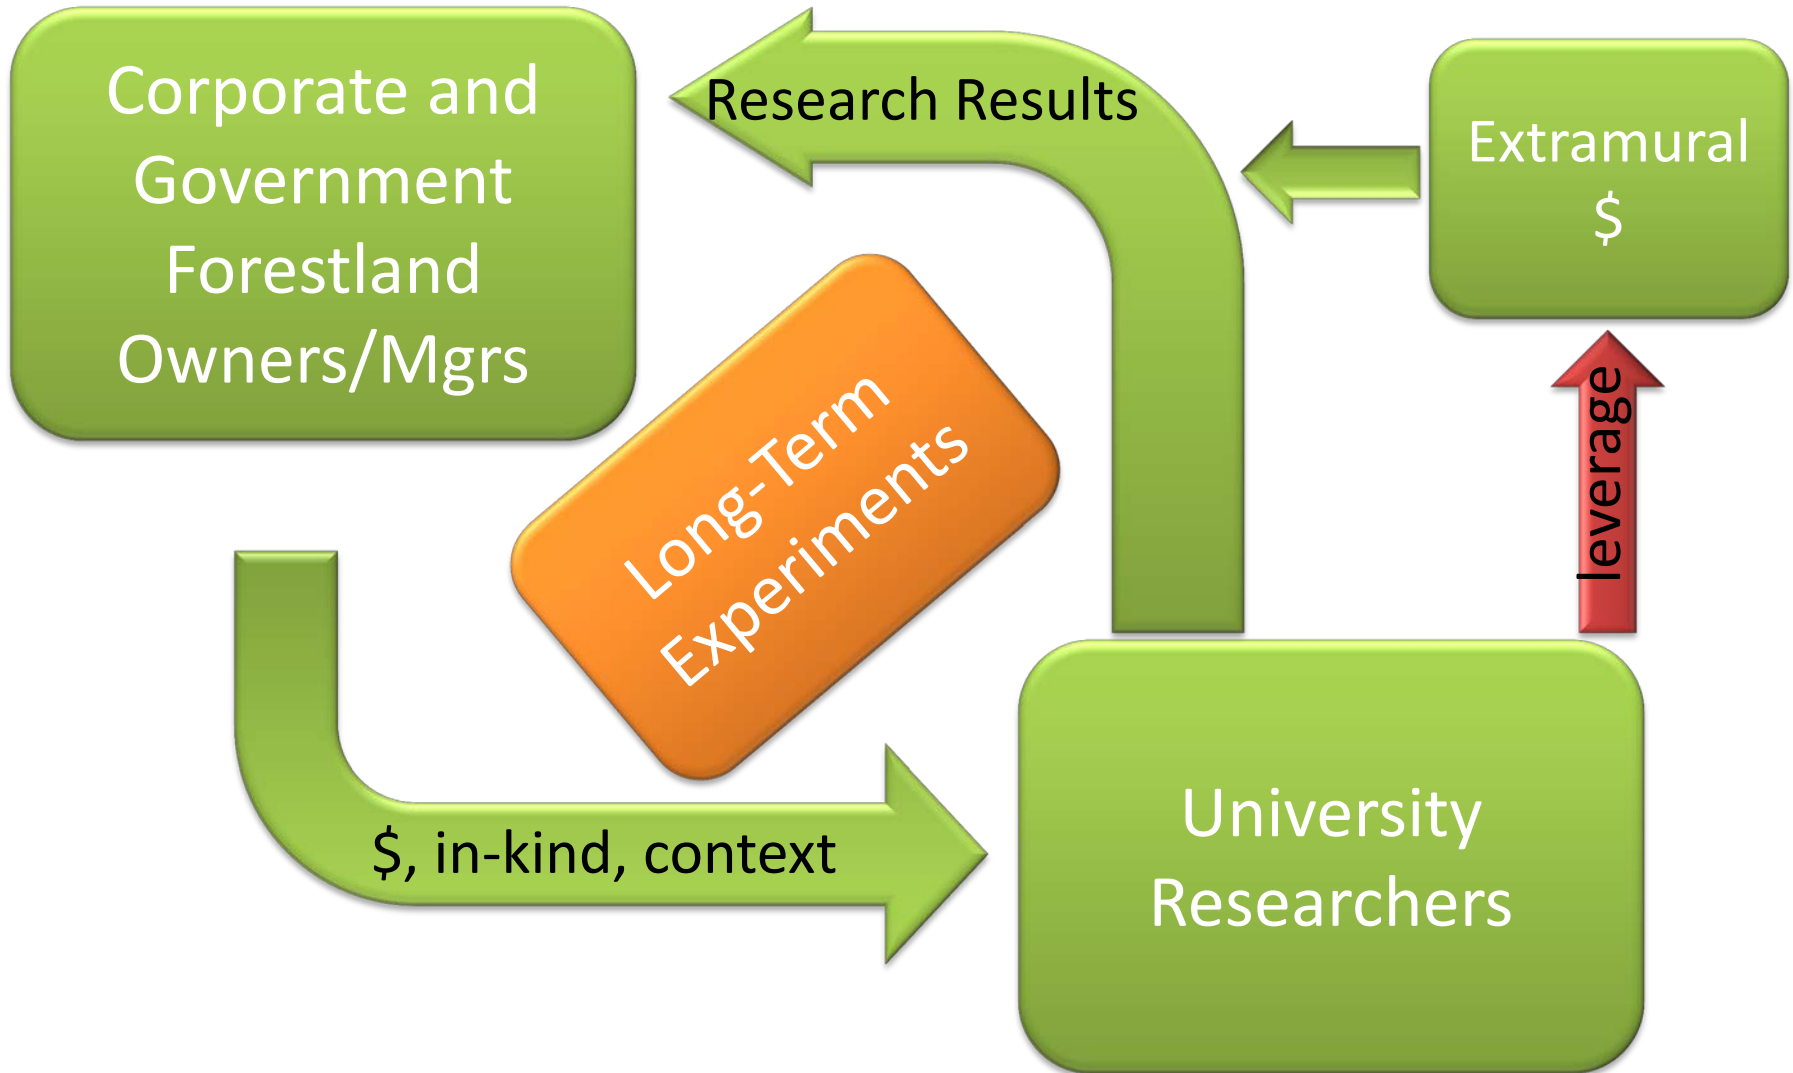 Corporate and
Government
Forestland
Owners/Mgrs
Research Results
Extramural
$
Long-Term
Experiments
leverage
$, in-kind, context
University
Researchers